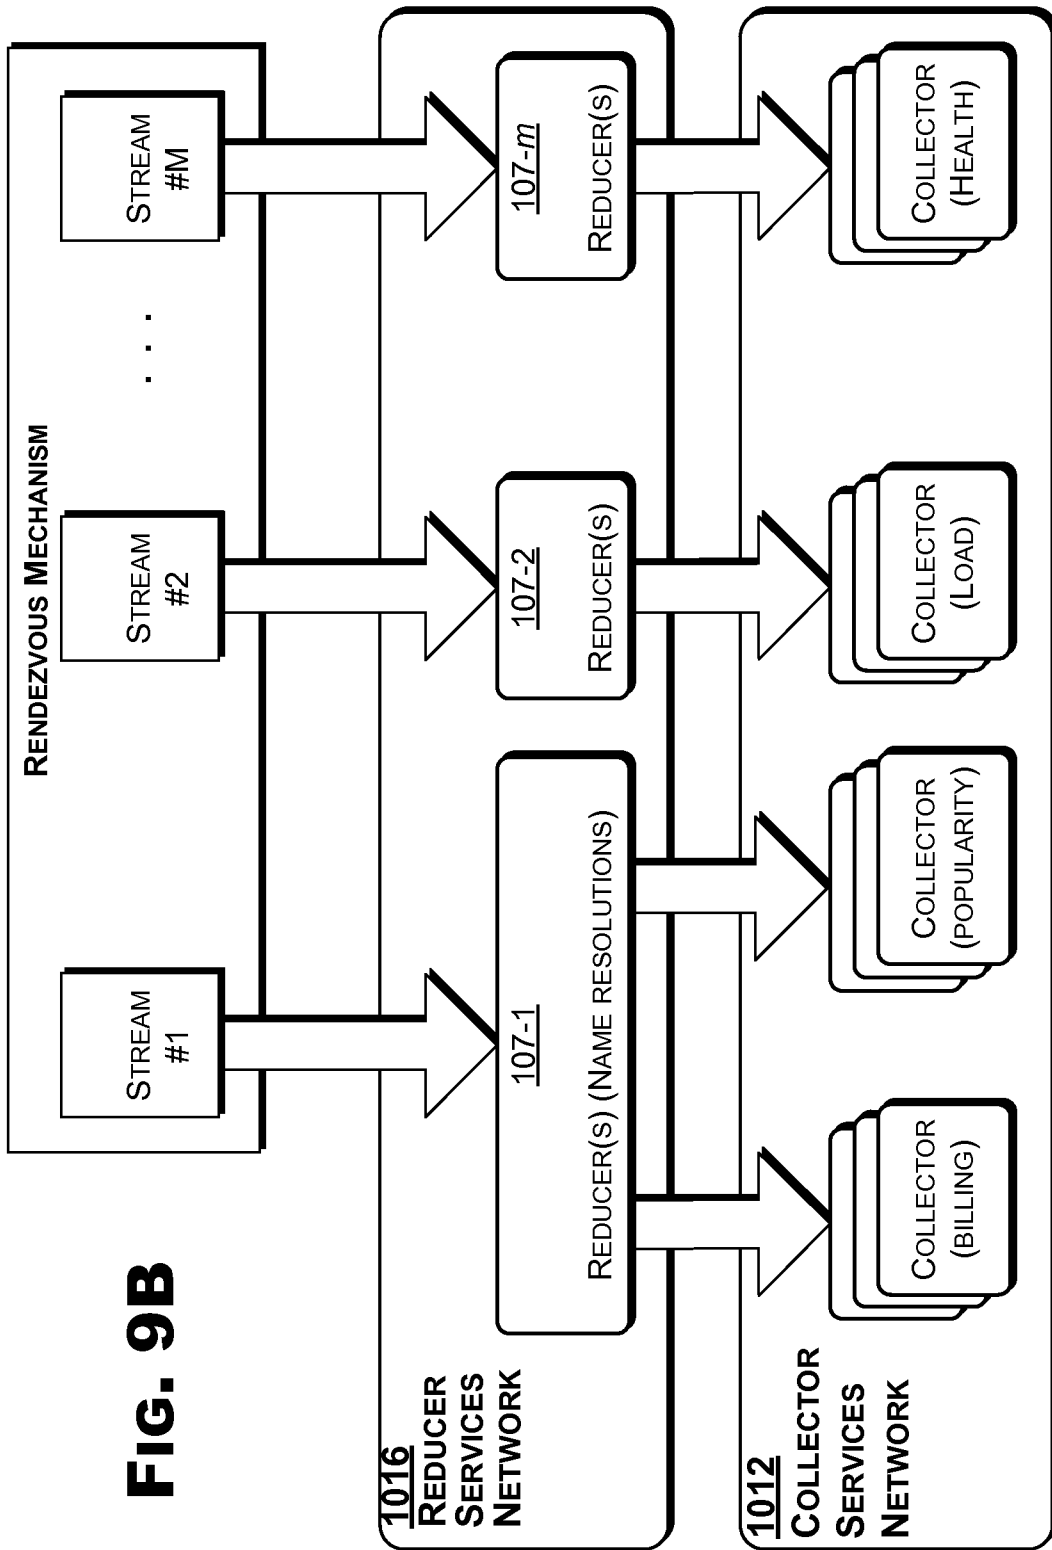 RENDEZVOUS MECHANISM
STREAM
#1
STREAM
#2
. . .
STREAM
#M
FIG. 9B
1016
REDUCER
SERVICES
NETWORK
107-1
REDUCER(S) (NAME RESOLUTIONS)
107-2
REDUCER(S)
107-m
REDUCER(S)
1012
COLLECTOR
SERVICES
NETWORK
COLLECTOR
(BILLING)
COLLECTOR
(POPULARITY)
COLLECTOR
(LOAD)
COLLECTOR
(HEALTH)